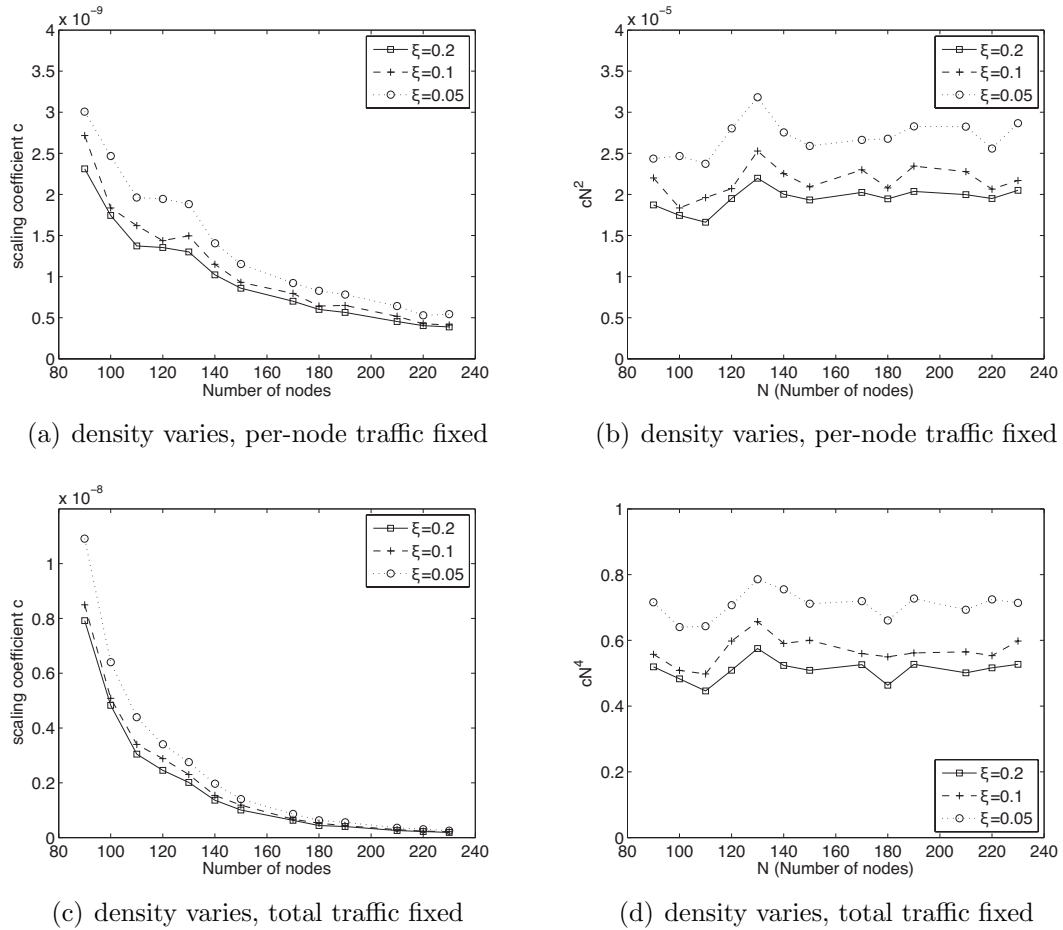 x 10⁻⁹
4
3.5
3
2.5
2
1.5
1
0.5
0
scaling coefficient c
80 100 120 140 160 180 200 220 240
Number of nodes
ξ=0.2
ξ=0.1
ξ=0.05
(a) density varies, per-node traffic fixed
x 10⁻⁵
4
3.5
3
2.5
2
1.5
1
0.5
0
cN²
80 100 120 140 160 180 200 220 240
N (Number of nodes)
ξ=0.2
ξ=0.1
ξ=0.05
(b) density varies, per-node traffic fixed
x 10⁻⁸
1
0.8
0.6
0.4
0.2
0
scaling coefficient c
80 100 120 140 160 180 200 220 240
Number of nodes
ξ=0.2
ξ=0.1
ξ=0.05
(c) density varies, total traffic fixed
1
0.8
0.6
0.4
0.2
0
cN⁴
80 100 120 140 160 180 200 220 240
N (Number of nodes)
ξ=0.2
ξ=0.1
ξ=0.05
(d) density varies, total traffic fixed